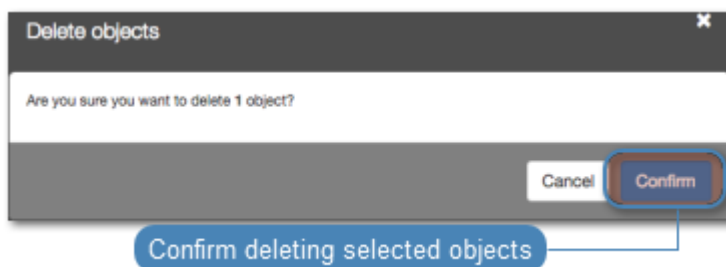 Delete objects
Are you sure you want to delete 1 object?
Cancel
Confirm
Confirm deleting selected objects